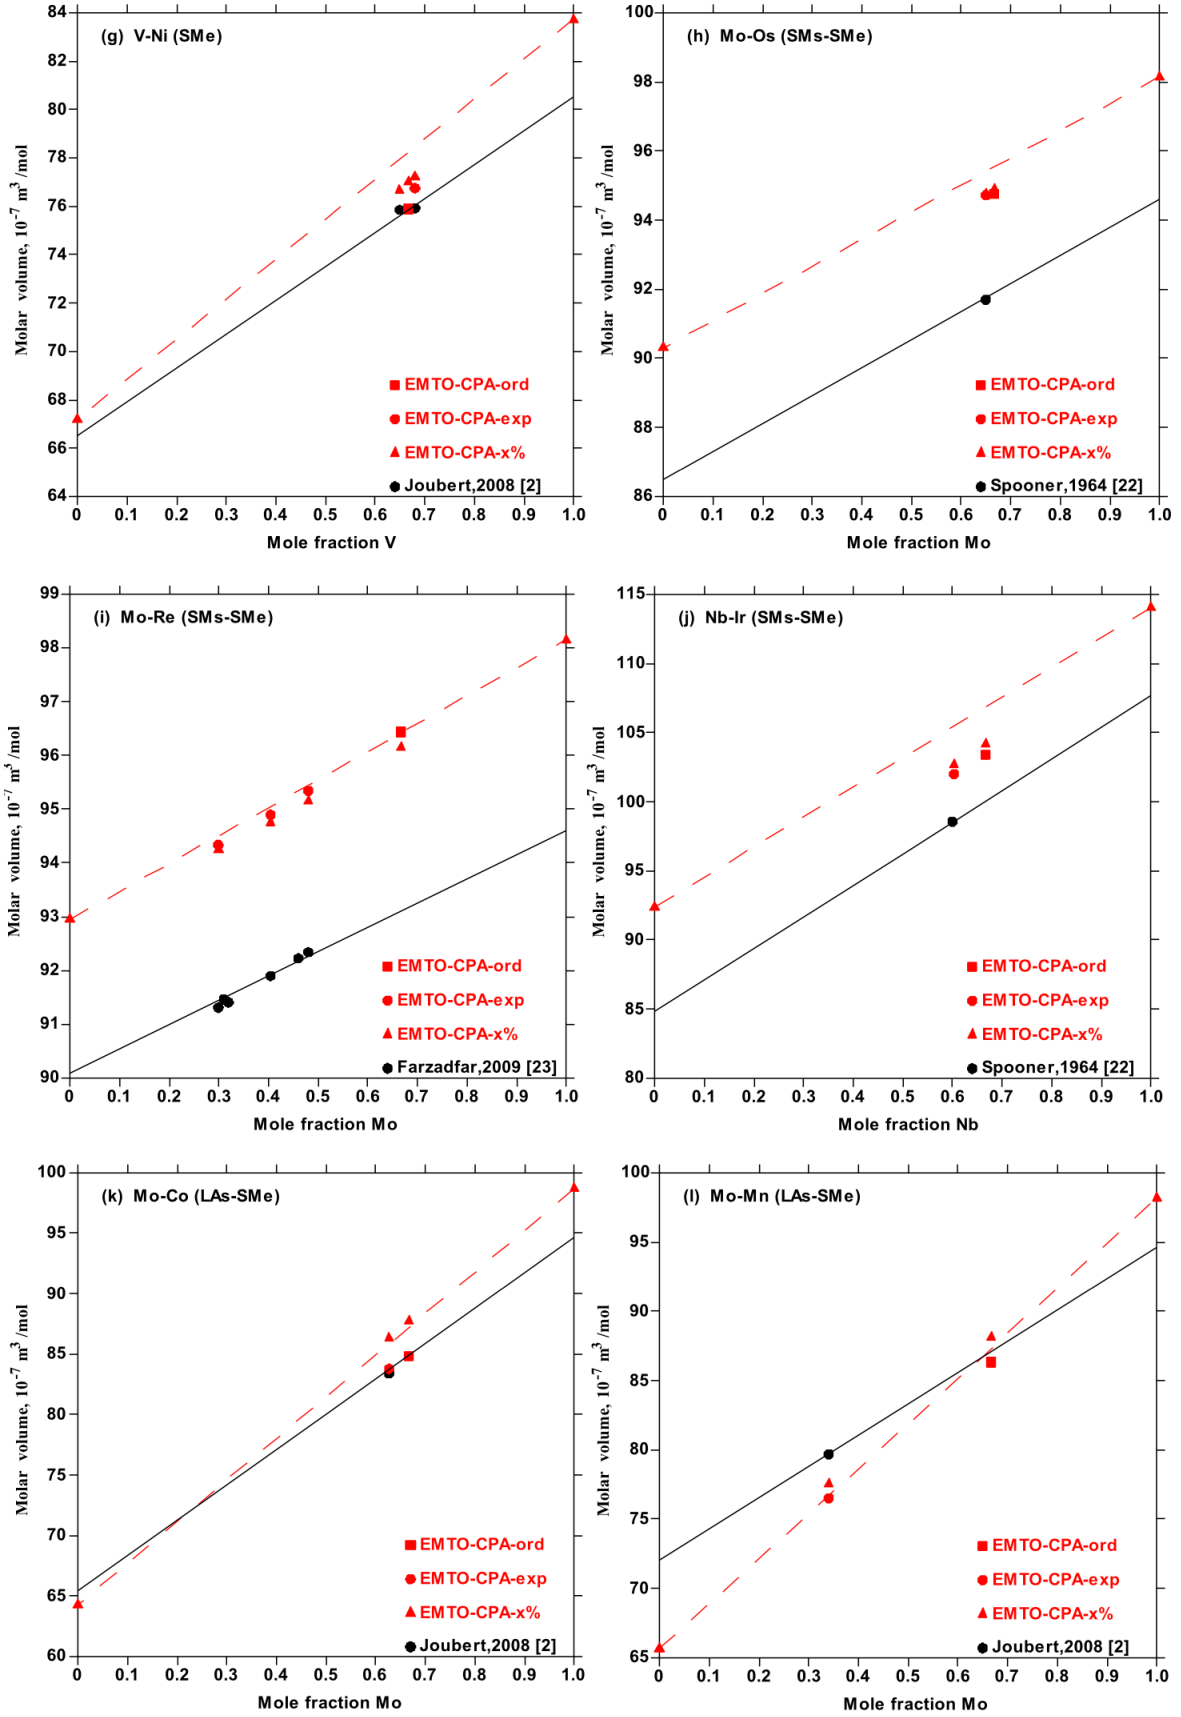 (g) V-Ni (SMe)
84
82
80
78
76
74
72
70
68
66
64
Molar volume, 10⁻⁷ m³/mol
EMTO-CPA-ord
EMTO-CPA-exp
EMTO-CPA-x%
Joubert,2008 [2]
0 0.1 0.2 0.3 0.4 0.5 0.6 0.7 0.8 0.9 1.0
Mole fraction V
(h) Mo-Os (SMs-SMe)
100
98
96
94
92
90
88
86
Molar volume, 10⁻⁷ m³/mol
EMTO-CPA-ord
EMTO-CPA-exp
EMTO-CPA-x%
Spooner,1964 [22]
0 0.1 0.2 0.3 0.4 0.5 0.6 0.7 0.8 0.9 1.0
Mole fraction Mo
(i) Mo-Re (SMs-SMe)
99
98
97
96
95
94
93
92
91
90
Molar volume, 10⁻⁷ m³/mol
EMTO-CPA-ord
EMTO-CPA-exp
EMTO-CPA-x%
Farzadfar,2009 [23]
0 0.1 0.2 0.3 0.4 0.5 0.6 0.7 0.8 0.9 1.0
Mole fraction Mo
(j) Nb-Ir (SMs-SMe)
115
110
105
100
95
90
85
80
Molar volume, 10⁻⁷ m³/mol
EMTO-CPA-ord
EMTO-CPA-exp
EMTO-CPA-x%
Spooner,1964 [22]
0 0.1 0.2 0.3 0.4 0.5 0.6 0.7 0.8 0.9 1.0
Mole fraction Nb
(k) Mo-Co (LAs-SMe)
100
95
90
85
80
75
70
65
60
Molar volume, 10⁻⁷ m³/mol
EMTO-CPA-ord
EMTO-CPA-exp
EMTO-CPA-x%
Joubert,2008 [2]
0 0.1 0.2 0.3 0.4 0.5 0.6 0.7 0.8 0.9 1.0
Mole fraction Mo
(l) Mo-Mn (LAs-SMe)
100
95
90
85
80
75
70
65
Molar volume, 10⁻⁷ m³/mol
EMTO-CPA-ord
EMTO-CPA-exp
EMTO-CPA-x%
Joubert,2008 [2]
0 0.1 0.2 0.3 0.4 0.5 0.6 0.7 0.8 0.9 1.0
Mole fraction Mo